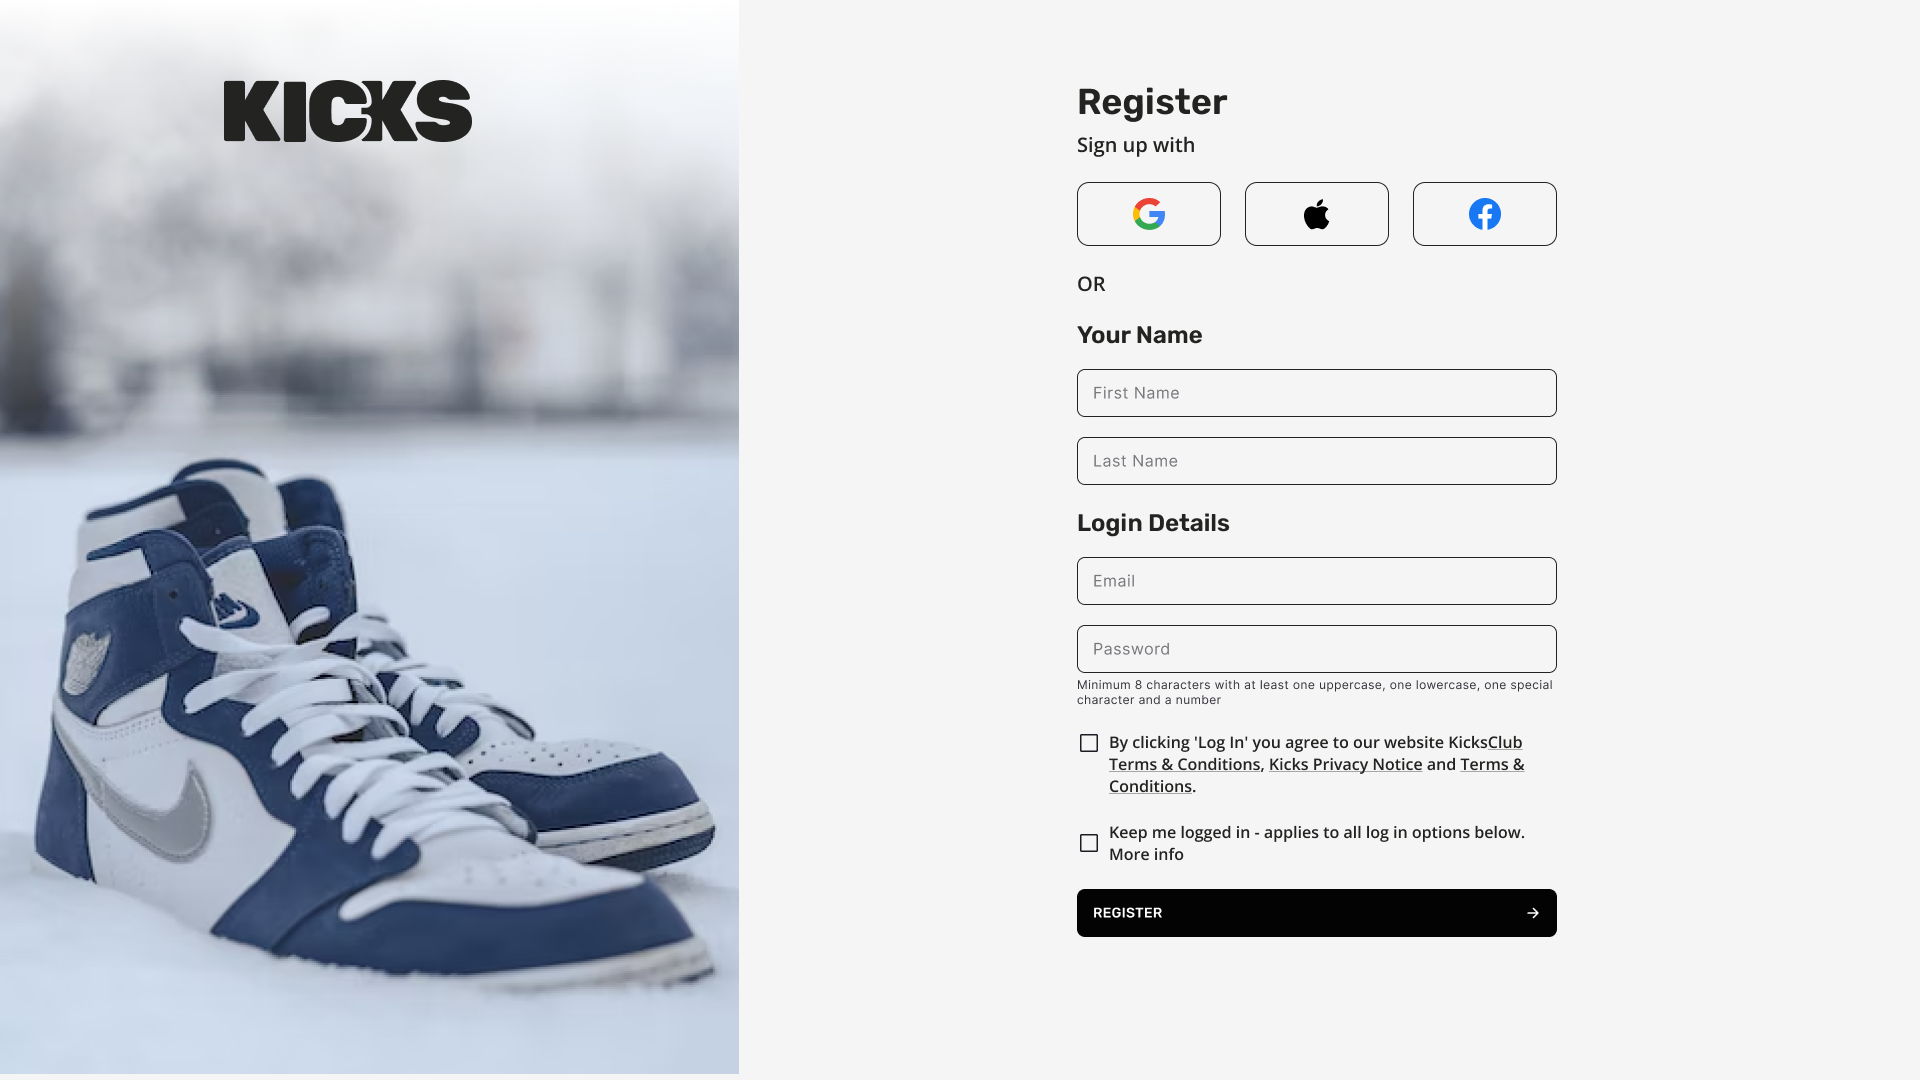 KICKS
Register
Sign up with
OR
Your Name
First Name
Last Name
Login Details
Email
Password
Minimum 8 characters with at least one uppercase, one lowercase, one special
character and a number
By clicking 'Log In' you agree to our website KicksClub
Terms & Conditions, Kicks Privacy Notice and Terms &
Conditions.
Keep me logged in - applies to all log in options below.
More info
REGISTER